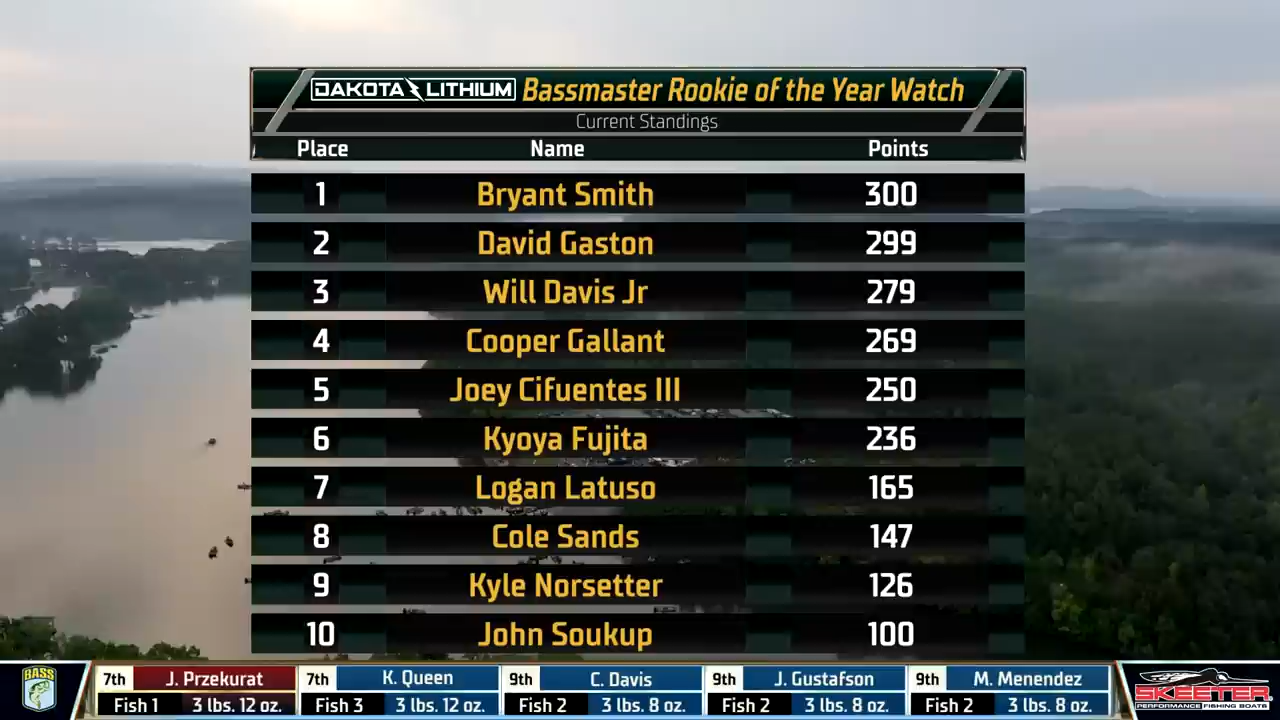 DAKOTA LITHIUM Bassmaster Rookie of the Year Watch
Current Standings
Place Name Points
1 Bryant Smith 300
2 David Gaston 299
3 Will Davis Jr 279
4 Cooper Gallant 269
5 Joey Cifuentes III 250
6 Kyoya Fujita 236
7 Logan Latuso 165
8 Cole Sands 147
9 Kyle Norsetter 126
10 John Soukup 100
BASS
7th J. Przekurat
Fish 1 3 lbs. 12 oz.
7th K. Queen
Fish 3 3 lbs. 12 oz.
9th C. Davis
Fish 2 3 lbs. 8 oz.
9th J. Gustafson
Fish 2 3 lbs. 8 oz.
9th M. Menendez
Fish 2 3 lbs. 8 oz.
SKEETER
PERFORMANCE FISHING BOATS